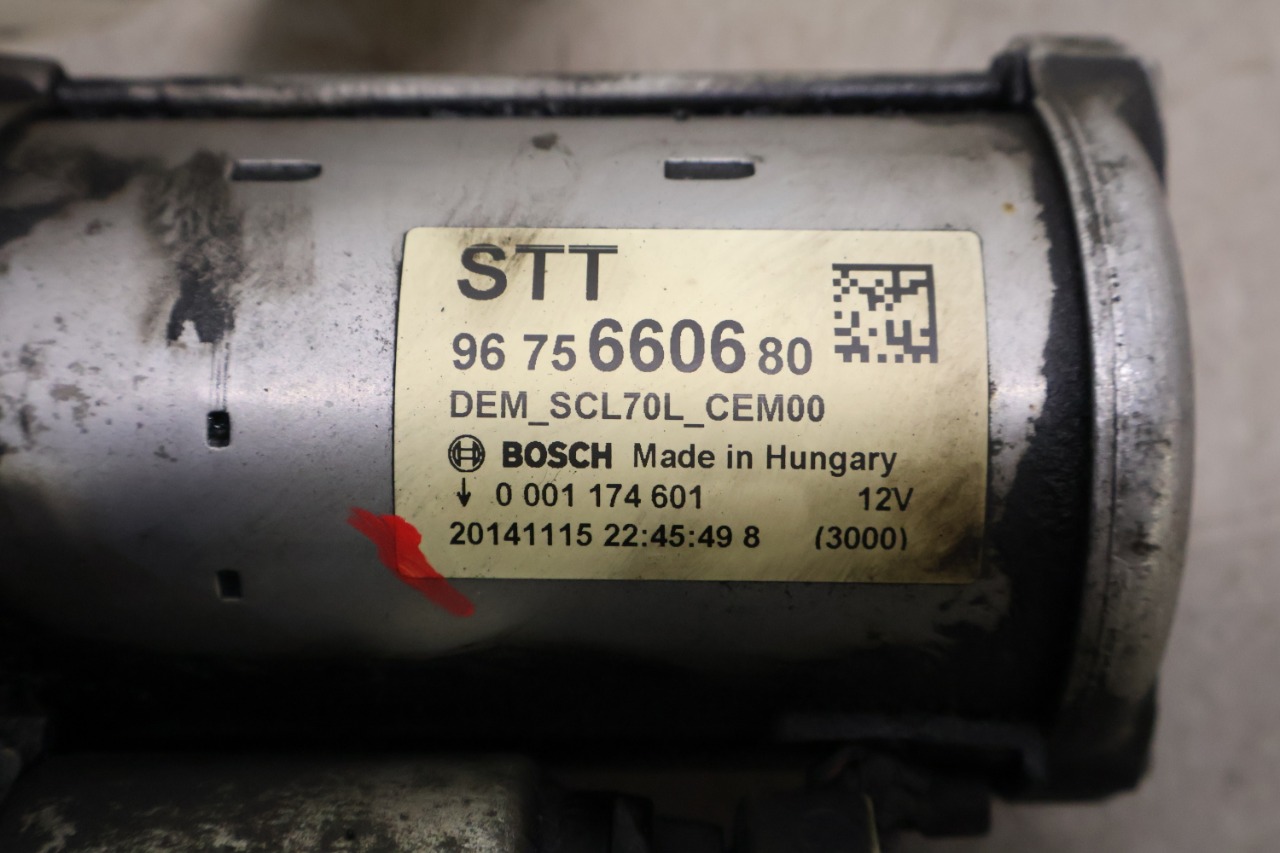 STT
96 75 6606 80
DEM_SCL70L_CEM00
BOSCH Made in Hungary
↓ 0 001 174 601 12V
20141115 22:45:49 8 (3000)